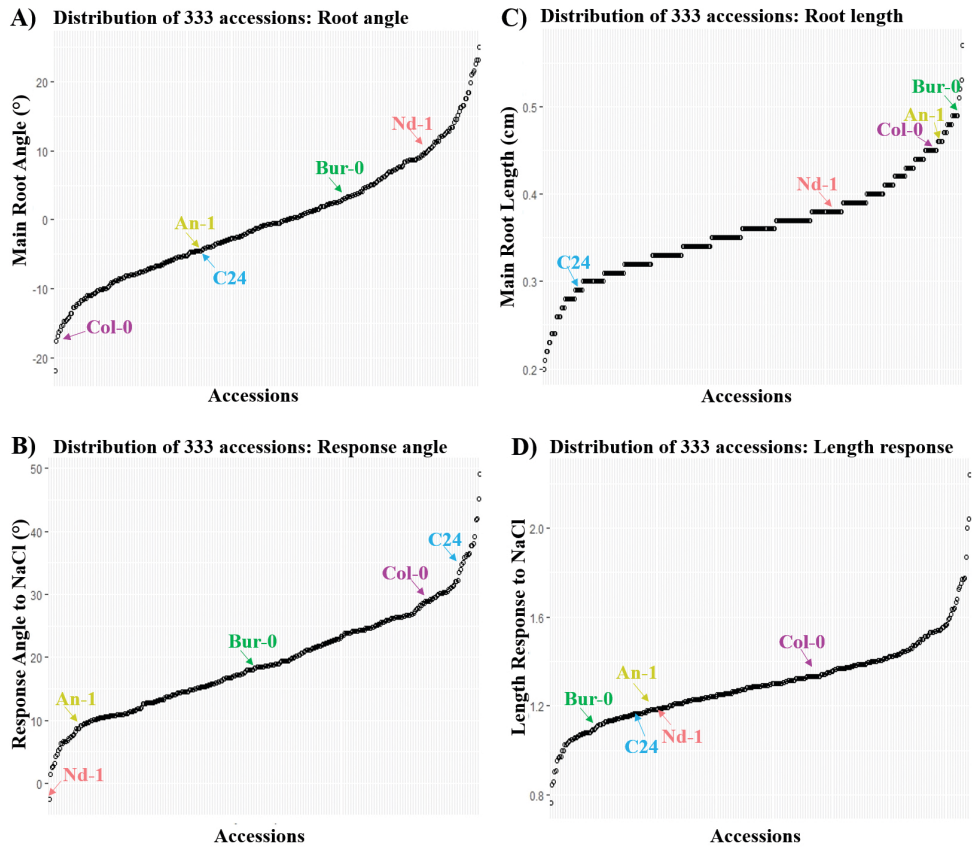 A) Distribution of 333 accessions: Root angle
Main Root Angle (°)
20
10
0
-10
-20
Nd-1
Bur-0
An-1
C24
Col-0
Accessions
C) Distribution of 333 accessions: Root length
Main Root Length (cm)
0.5
0.4
0.3
0.2
Bur-0
An-1
Col-0
Nd-1
C24
Accessions
B) Distribution of 333 accessions: Response angle
Response Angle to NaCl (°)
50
40
30
20
10
0
C24
Col-0
Bur-0
An-1
Nd-1
Accessions
D) Distribution of 333 accessions: Length response
Length Response to NaCl
2.0
1.6
1.2
0.8
Col-0
An-1
Bur-0
Nd-1
C24
Accessions